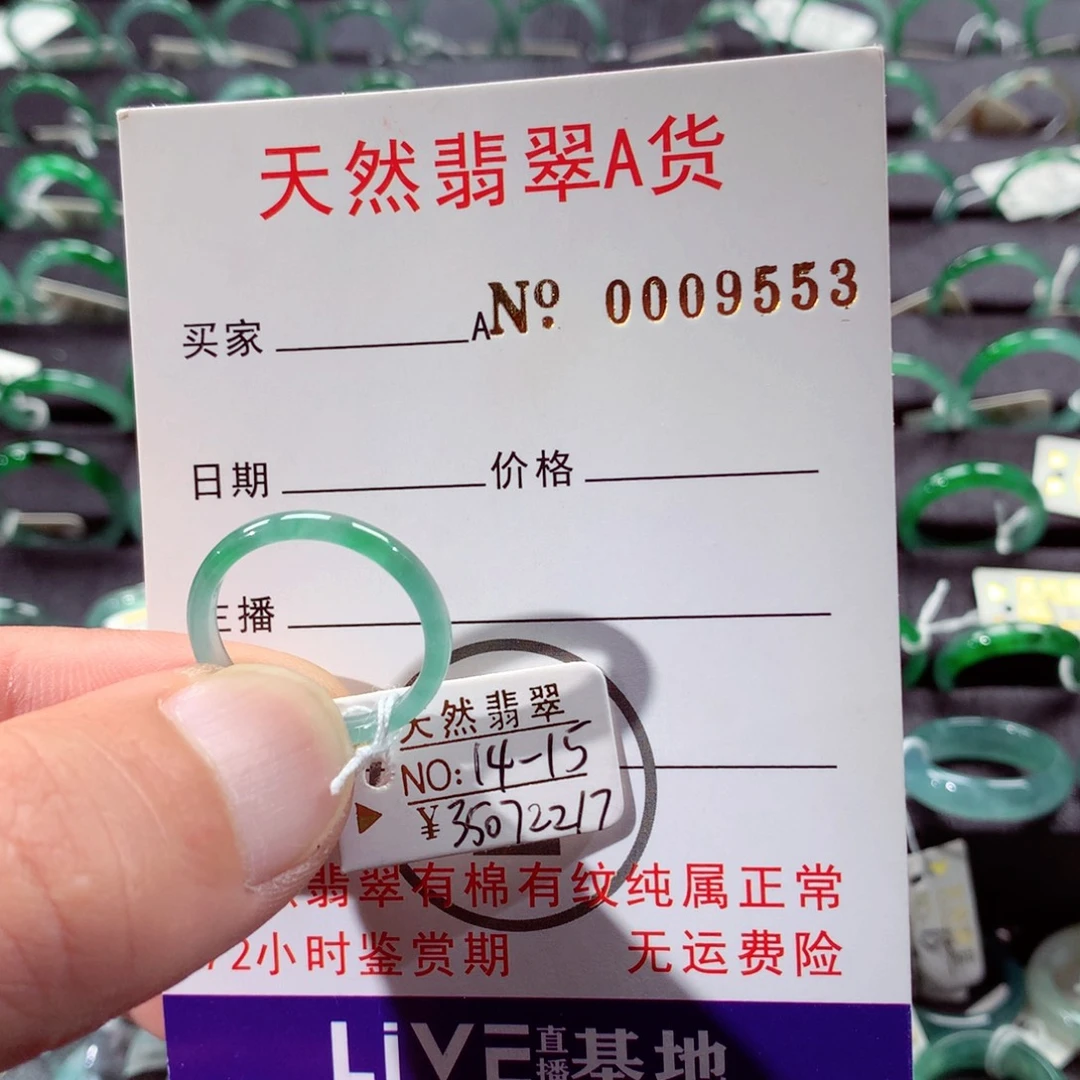 天然翡翠A货
买家 A № 0009553
日期 价格
主播
天然翡翠
NO: 14-15
¥35072217
翡翠有棉有纹纯属正常
72小时鉴赏期 无运费险
LiVE 直播 基地